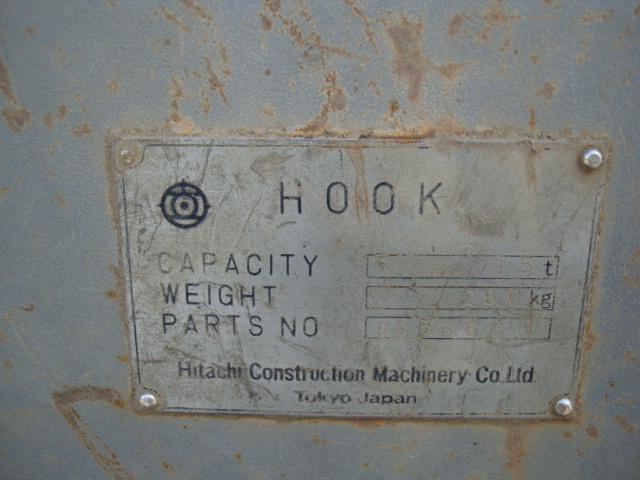 HOOK
CAPACITY t
WEIGHT kg
PARTS NO
Hitachi Construction Machinery Co., Ltd.
Tokyo Japan